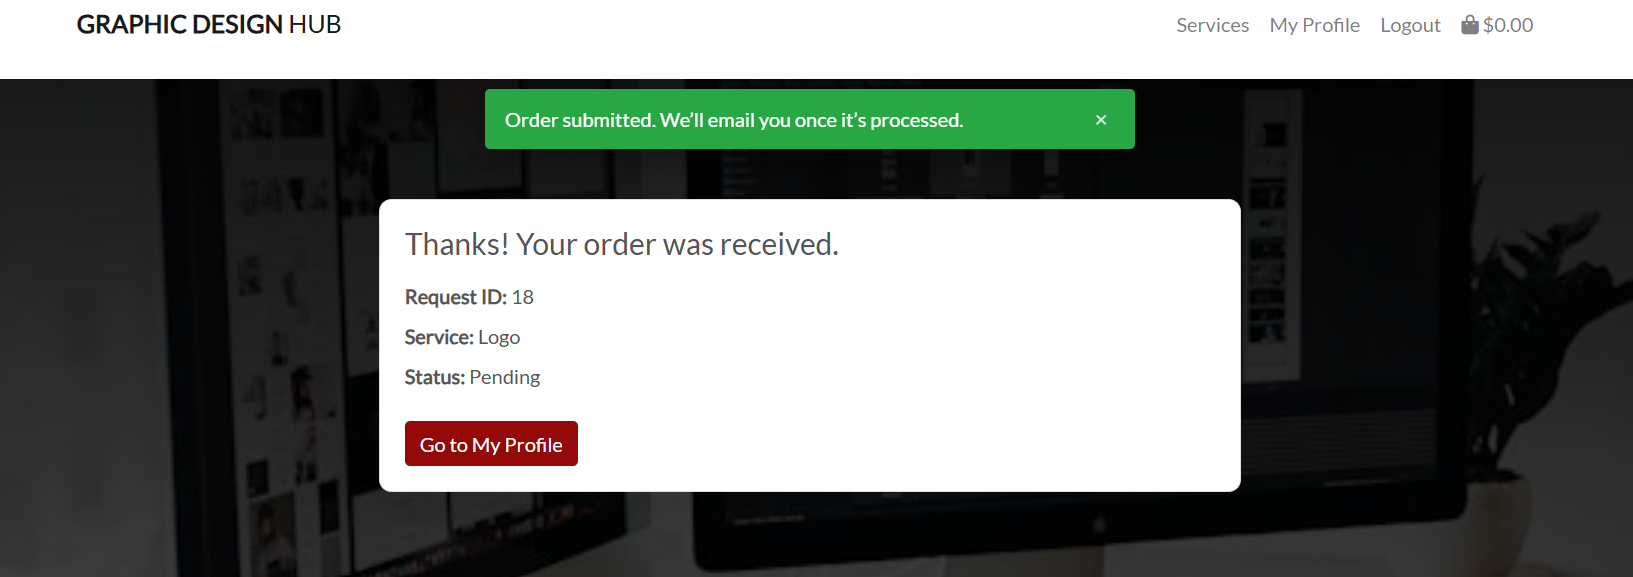 GRAPHIC DESIGN HUB
Services My Profile Logout $0.00
Order submitted. We’ll email you once it’s processed. ×
Thanks! Your order was received.
Request ID: 18
Service: Logo
Status: Pending
Go to My Profile